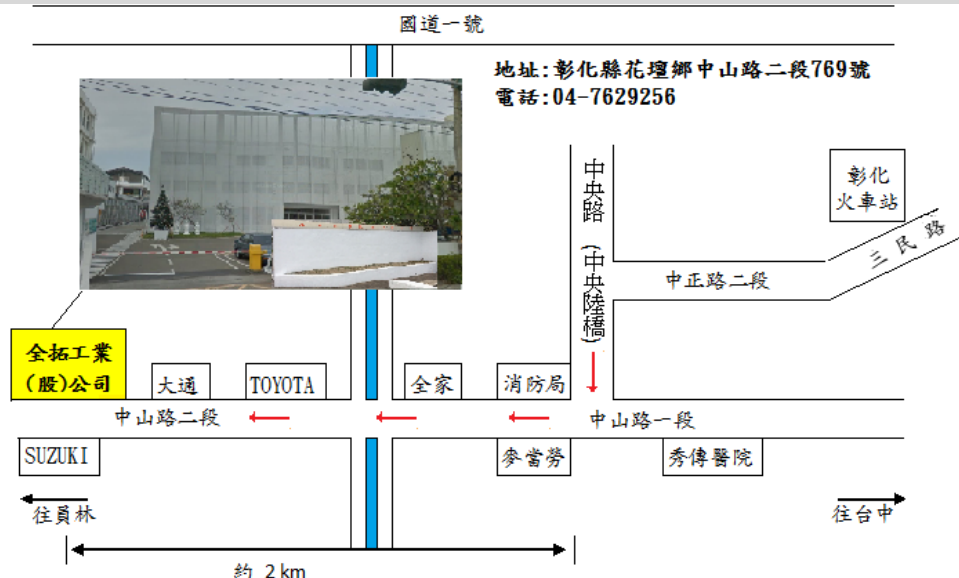 國道一號
地址:彰化縣花壇鄉中山路二段769號
電話:04-7629256
中央路 (中央陸橋)
彰化
火車站
三民路
中正路二段
全拓工業
(股)公司
大通
TOYOTA
全家
消防局
中山路二段
中山路一段
SUZUKI
麥當勞
秀傳醫院
往員林
往台中
約 2 km